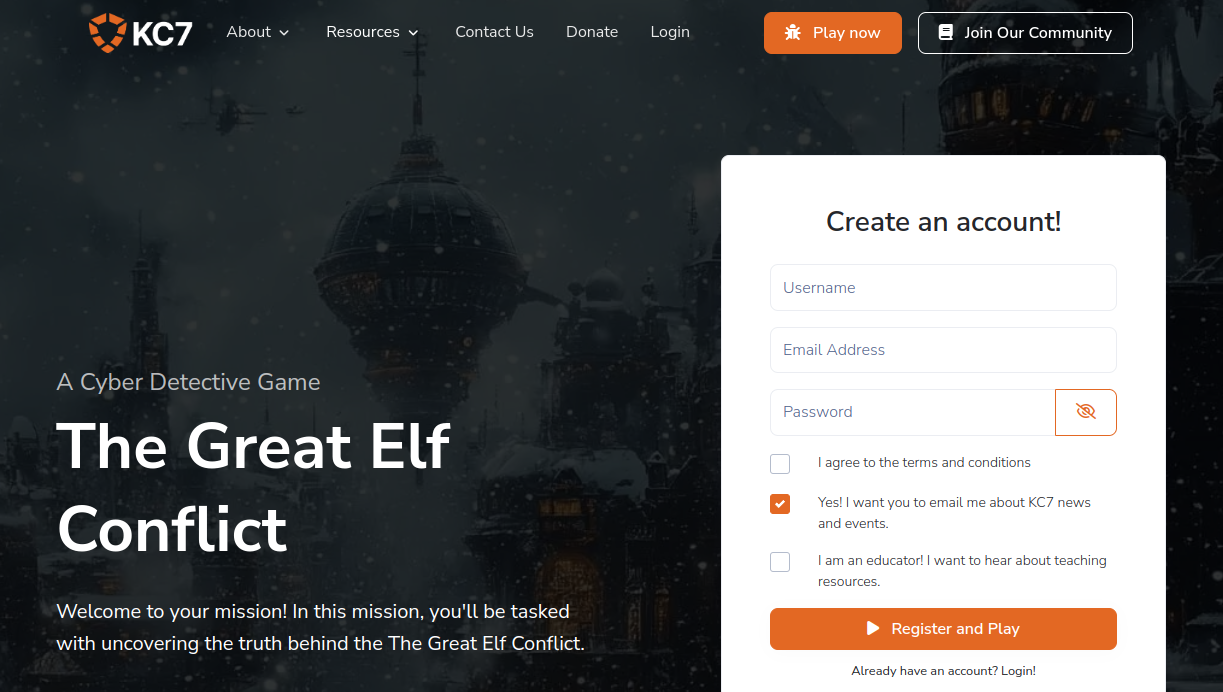 KC7
About
Resources
Contact Us
Donate
Login
Play now
Join Our Community
A Cyber Detective Game
The Great Elf
Conflict
Welcome to your mission! In this mission, you'll be tasked
with uncovering the truth behind the The Great Elf Conflict.
Create an account!
Username
Email Address
Password
I agree to the terms and conditions
Yes! I want you to email me about KC7 news
and events.
I am an educator! I want to hear about teaching
resources.
Register and Play
Already have an account? Login!